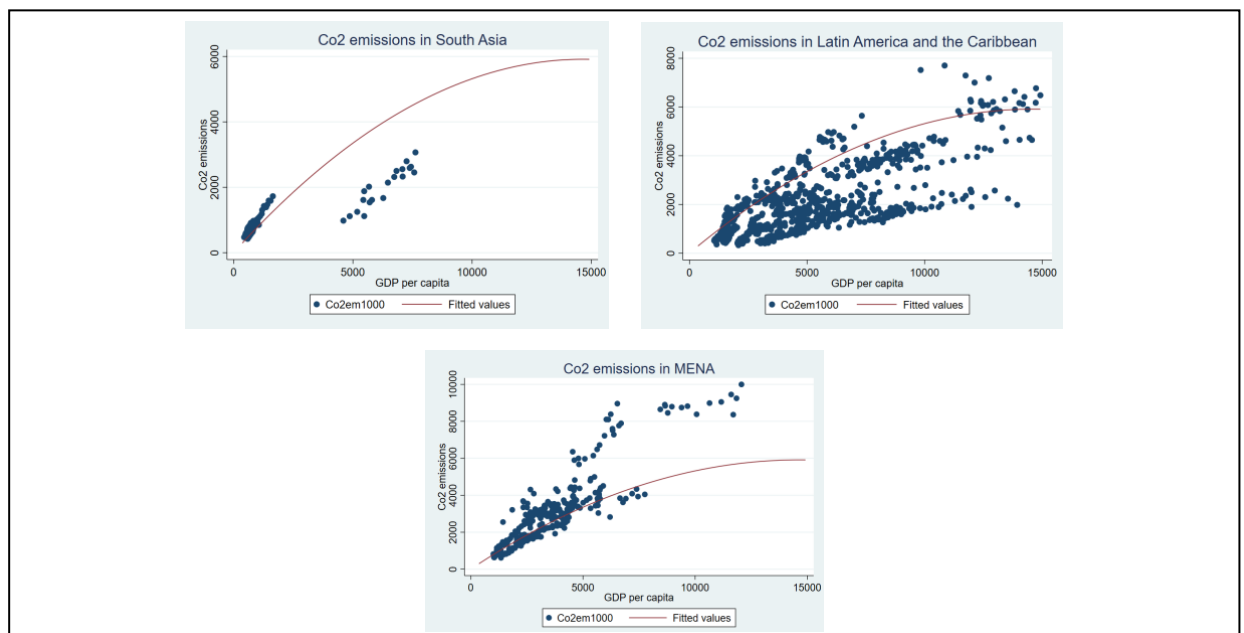 Co2 emissions in South Asia
Co2 emissions
6000
4000
2000
0
0 5000 10000 15000
GDP per capita
Co2em1000 Fitted values
Co2 emissions in Latin America and the Caribbean
Co2 emissions
8000
6000
4000
2000
0
0 5000 10000 15000
GDP per capita
Co2em1000 Fitted values
Co2 emissions in MENA
Co2 emissions
10000
8000
6000
4000
2000
0
0 5000 10000 15000
GDP per capita
Co2em1000 Fitted values